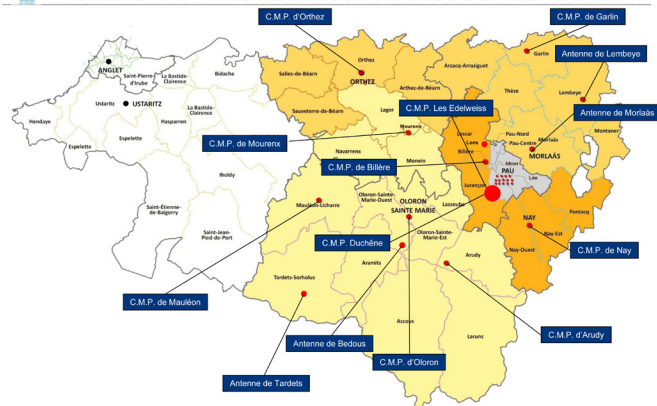 C.M.P. d'Orthez
C.M.P. de Garlin
Antenne de Lembeye
Antenne de Morlaàs
C.M.P. Les Edelweiss
C.M.P. de Mourenx
C.M.P. de Billère
C.M.P. Duchêne
C.M.P. de Nay
C.M.P. de Mauléon
C.M.P. d'Arudy
Antenne de Bedous
C.M.P. d'Oloron
Antenne de Tardets
ANGLET
Saint-Pierre
d'Irube
La Bastide-
Clairence
Bidache
Ustaritz
USTARITZ
La Bastide-
Clairence
Hendaye
Espelette
Espelette
Hasparren
Iholdy
Saint-Étienne
de-Baïgorry
Saint-Jean
Pied-de-Port
Salies-de-Béarn
Orthez
ORTHEZ
Arthez-de-Béarn
Sauveterre-de-Béarn
Lagor
Mourenx
Navarrenx
Monein
Arzacq-Arraziguet
Garlin
Thèze
Lembeye
Montaner
Lescar
Lons
Billère
Pau-Nord
Pau-Centre
Morlaàs
MORLAÀS
PAU
Jurançon
Pontacq
NAY
Nay-Est
Nay-Ouest
Mauléon-Licharre
Oloron-Sainte
Marie-Ouest
OLORON
SAINTE MARIE
Lasseube
Oloron-Sainte-
Marie-Est
Tardets-Sorholus
Aramits
Arudy
Accous
Laruns